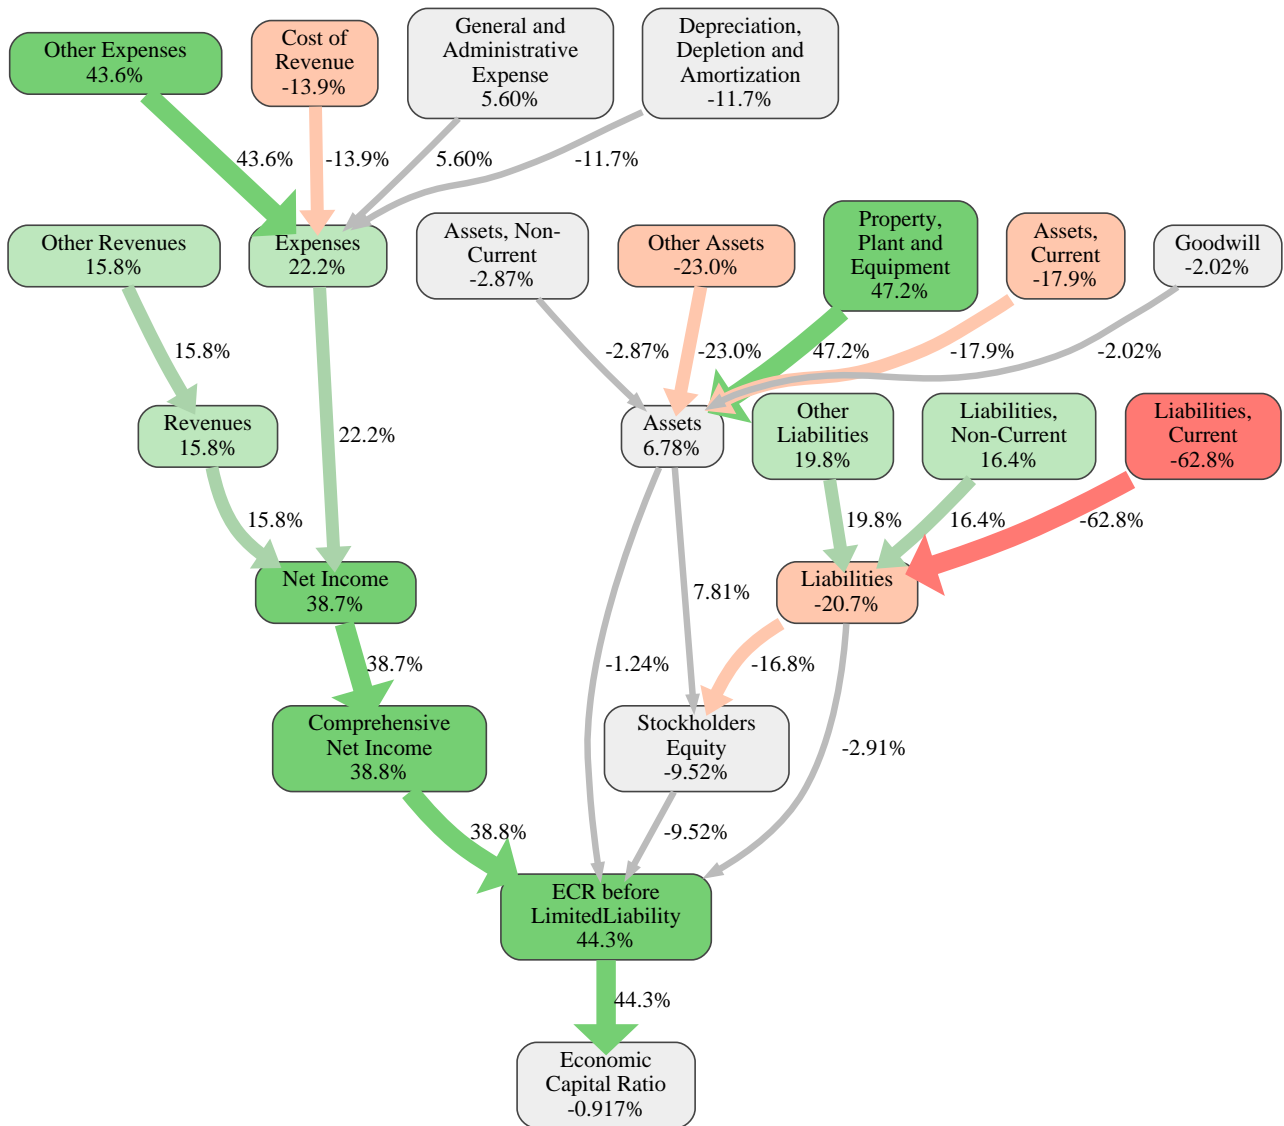 Other Expenses
43.6%
Cost of
Revenue
-13.9%
General and
Administrative
Expense
5.60%
Depreciation,
Depletion and
Amortization
-11.7%
43.6%
-13.9%
5.60%
-11.7%
Other Revenues
15.8%
Expenses
22.2%
Assets, Non-
Current
-2.87%
Other Assets
-23.0%
Property,
Plant and
Equipment
47.2%
Assets,
Current
-17.9%
Goodwill
-2.02%
15.8%
-2.87%
-23.0%
47.2%
-17.9%
-2.02%
Revenues
15.8%
22.2%
Assets
6.78%
Other
Liabilities
19.8%
Liabilities,
Non-Current
16.4%
Liabilities,
Current
-62.8%
15.8%
19.8%
16.4%
-62.8%
Net Income
38.7%
7.81%
Liabilities
-20.7%
38.7%
-1.24%
-16.8%
Comprehensive
Net Income
38.8%
Stockholders
Equity
-9.52%
-2.91%
38.8%
-9.52%
ECR before
LimitedLiability
44.3%
44.3%
Economic
Capital Ratio
-0.917%